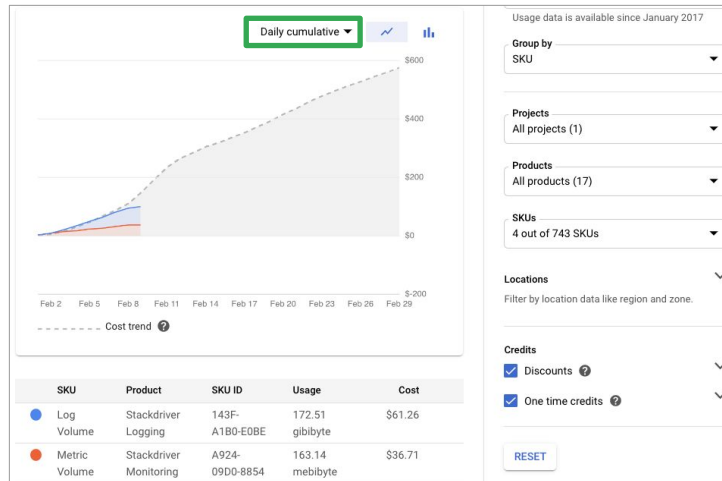 Daily cumulative
$600
$400
$200
$0
$-200
Feb 2 Feb 5 Feb 8 Feb 11 Feb 14 Feb 17 Feb 20 Feb 23 Feb 26 Feb 29
Cost trend ?
SKU Product SKU ID Usage Cost
Log Stackdriver 143F- 172.51 $61.26
Volume Logging A1B0-E0BE gibibyte
Metric Stackdriver A924- 163.14 $36.71
Volume Monitoring 09D0-8854 mebibyte
Usage data is available since January 2017
Group by
SKU
Projects
All projects (1)
Products
All products (17)
SKUs
4 out of 743 SKUs
Locations
Filter by location data like region and zone.
Credits
Discounts ?
One time credits ?
RESET